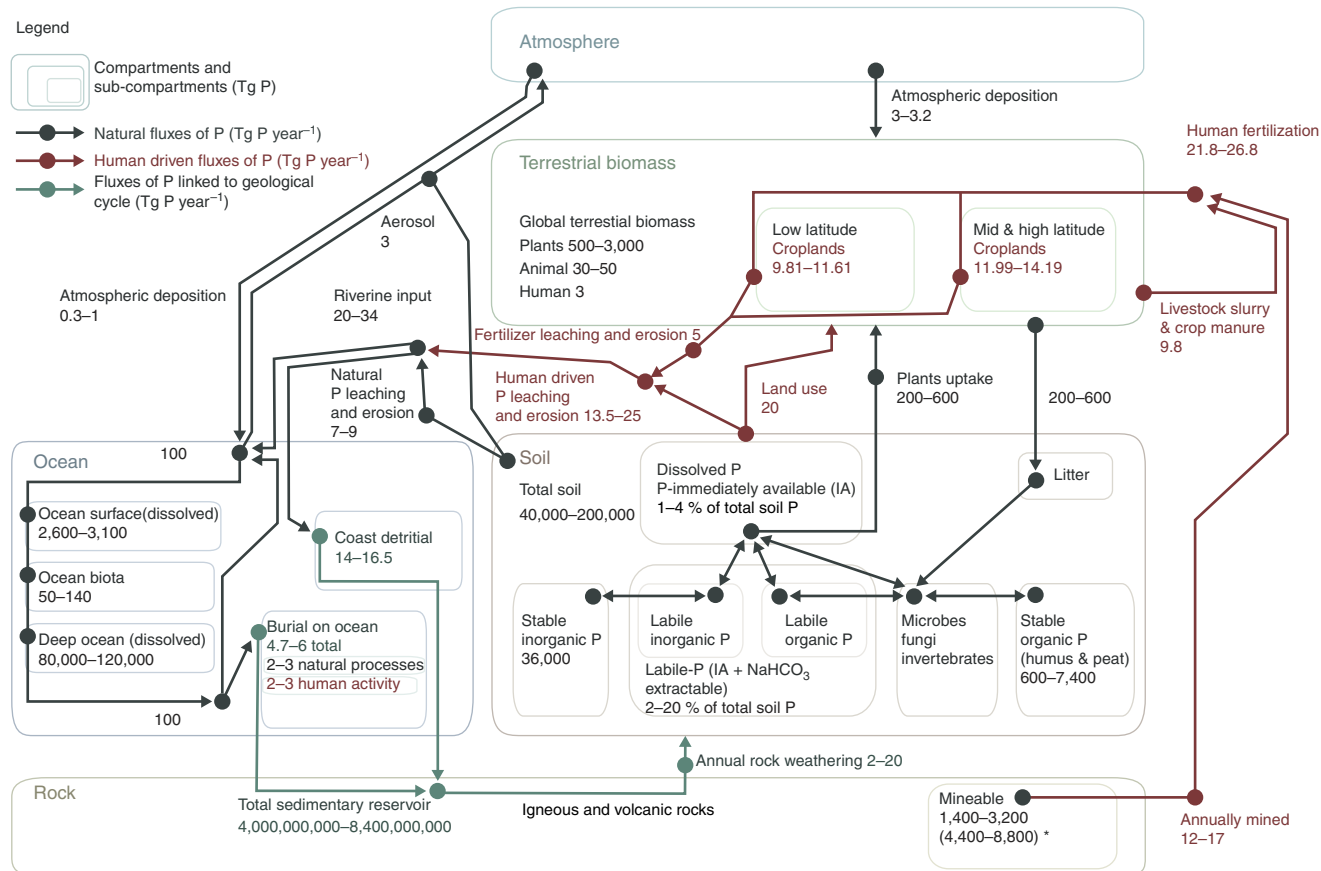 Legend
Compartments and
sub-compartments (Tg P)
Natural fluxes of P (Tg P year–1)
Human driven fluxes of P (Tg P year–1)
Fluxes of P linked to geological
cycle (Tg P year–1)
Atmosphere
Atmospheric deposition
3–3.2
Human fertilization
21.8–26.8
Terrestrial biomass
Global terrestial biomass
Plants 500–3,000
Animal 30–50
Human 3
Low latitude
Croplands
9.81–11.61
Mid & high latitude
Croplands
11.99–14.19
Aerosol
3
Atmospheric deposition
0.3–1
Riverine input
20–34
Livestock slurry
& crop manure
9.8
Fertilizer leaching and erosion 5
Natural
P leaching
and erosion
7–9
Human driven
P leaching
and erosion 13.5–25
Land use
20
Plants uptake
200–600
200–600
Ocean
100
Ocean surface(dissolved)
2,600–3,100
Ocean biota
50–140
Deep ocean (dissolved)
80,000–120,000
100
Coast detritial
14–16.5
Burial on ocean
4.7–6 total
2–3 natural processes
2–3 human activity
Soil
Total soil
40,000–200,000
Dissolved P
P-immediately available (IA)
1–4 % of total soil P
Litter
Stable
inorganic P
36,000
Labile
inorganic P
Labile
organic P
Labile-P (IA + NaHCO3
extractable)
2–20 % of total soil P
Microbes
fungi
invertebrates
Stable
organic P
(humus & peat)
600–7,400
Annual rock weathering 2–20
Rock
Total sedimentary reservoir
4,000,000,000–8,400,000,000
Igneous and volcanic rocks
Mineable
1,400–3,200
(4,400–8,800) *
Annually mined
12–17